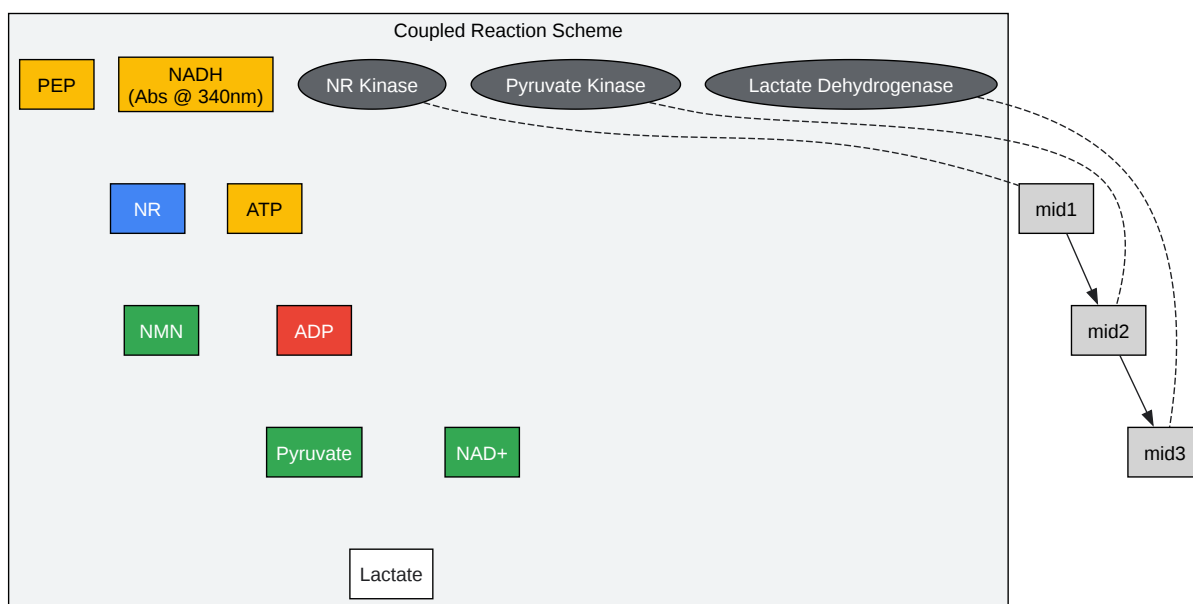 Coupled Reaction Scheme
PEP
NADH
(Abs @ 340nm)
NR Kinase
Pyruvate Kinase
Lactate Dehydrogenase
NR
ATP
mid1
NMN
ADP
mid2
Pyruvate
NAD+
mid3
Lactate